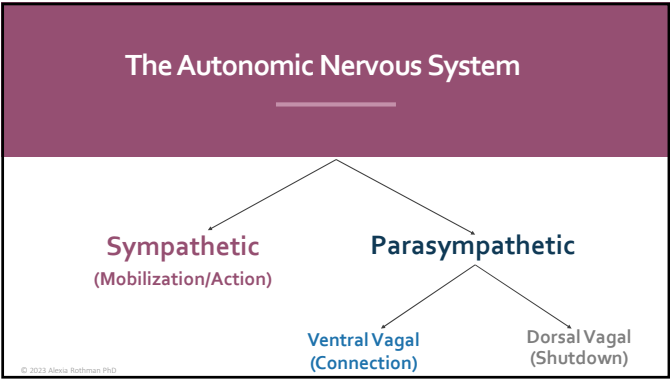 The Autonomic Nervous System
Sympathetic
(Mobilization/Action)
Parasympathetic
Ventral Vagal
(Connection)
Dorsal Vagal
(Shutdown)
© 2023 Alexia Rothman PhD